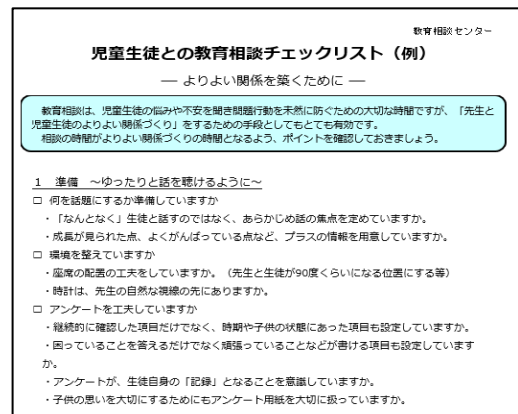 教育相談センター
児童生徒との教育相談チェックリスト（例）
― よりよい関係を築くために ―
教育相談は、児童生徒の悩みや不安を聞き問題行動を未然に防ぐための大切な時間ですが、「先生と
児童生徒のよりよい関係づくり」をするための手段としてもとても有効です。
相談の時間がよりよい関係づくりの時間となるよう、ポイントを確認しておきましょう。
1　準備　～ゆったりと話を聴けるように～
□ 何を話題にするか準備していますか
・「なんとなく」生徒と話すのではなく、あらかじめ話の焦点を定めていますか。
・成長が見られた点、よくがんばっている点など、プラスの情報を用意していますか。
□ 環境を整えていますか
・座席の配置の工夫をしていますか。（先生と生徒が90度くらいになる位置にする等）
・時計は、先生の自然な視線の先にありますか。
□ アンケートを工夫していますか
・継続的に確認した項目だけでなく、時期や子供の状態にあった項目も設定していますか。
・困っていることを答えるだけでなく頑張っていることなどが書ける項目も設定しています
か。
・アンケートが、生徒自身の「記録」となることを意識していますか。
・子供の思いを大切にするためにもアンケート用紙を大切に扱っていますか。